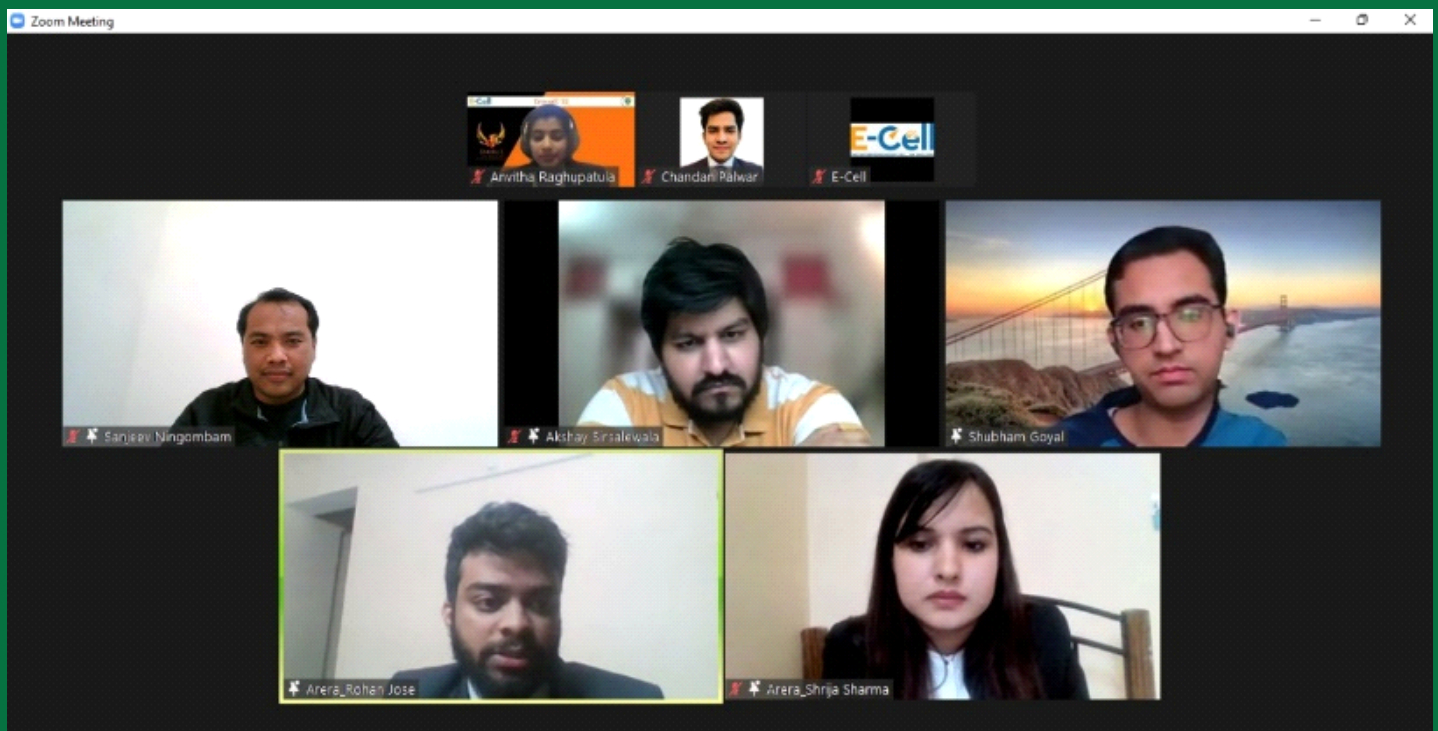 Zoom Meeting
E-Cell
Anvitha Raghupatula
Chandan Palwar
E-Cell
E-Cell
Sanjeev Ningombam
Akshay Sirsalewala
Shubham Goyal
Arera_Rohan Jose
Arera_Shrija Sharma